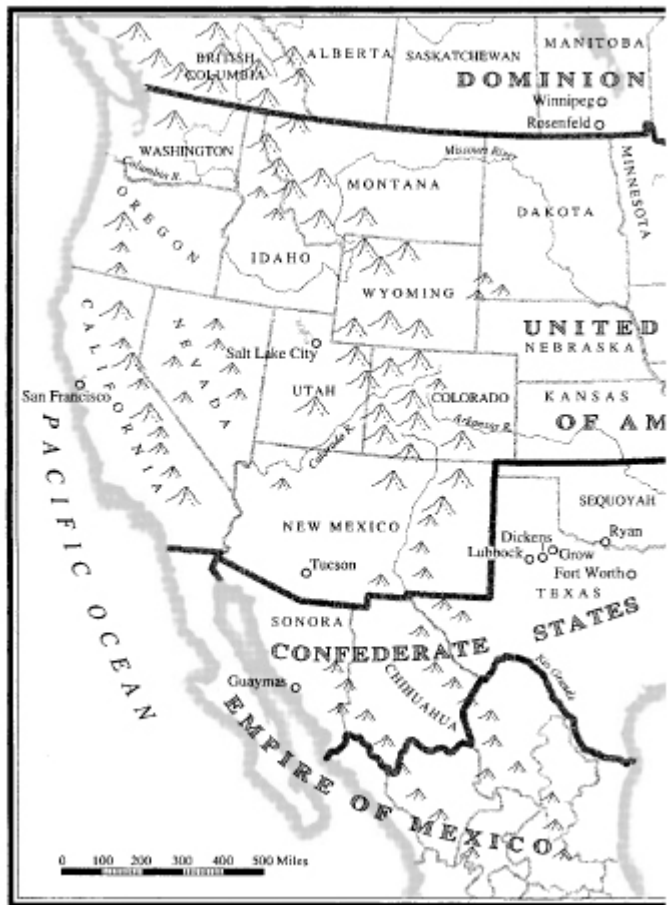 BRITISH
COLUMBIA
ALBERTA
SASKATCHEWAN
MANITOBA
DOMINION
Winnipeg
Rosenfeld
WASHINGTON
Columbia R.
Missouri River
MONTANA
MINNESOTA
DAKOTA
OREGON
IDAHO
WYOMING
UNITED
NEBRASKA
CALIFORNIA
NEVADA
Salt Lake City
UTAH
COLORADO
KANSAS
San Francisco
Colorado R.
Arkansas R.
OF AM
PACIFIC OCEAN
NEW MEXICO
SEQUOYAH
Dickens
Ryan
Lubbock
Grow
Fort Worth
Tucson
TEXAS
SONORA
STATES
CONFEDERATE
CHIHUAHUA
Rio Grande
Guaymas
EMPIRE OF MEXICO
0 100 200 300 400 500 Miles